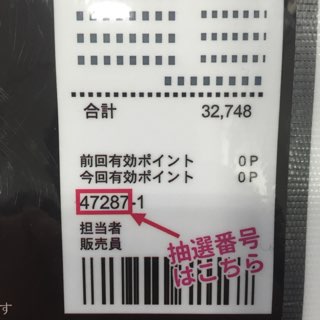 合計 32,748
前回有効ポイント 0P
今回有効ポイント 0P
47287-1
担当者
販売員
抽選番号
はこちら
す